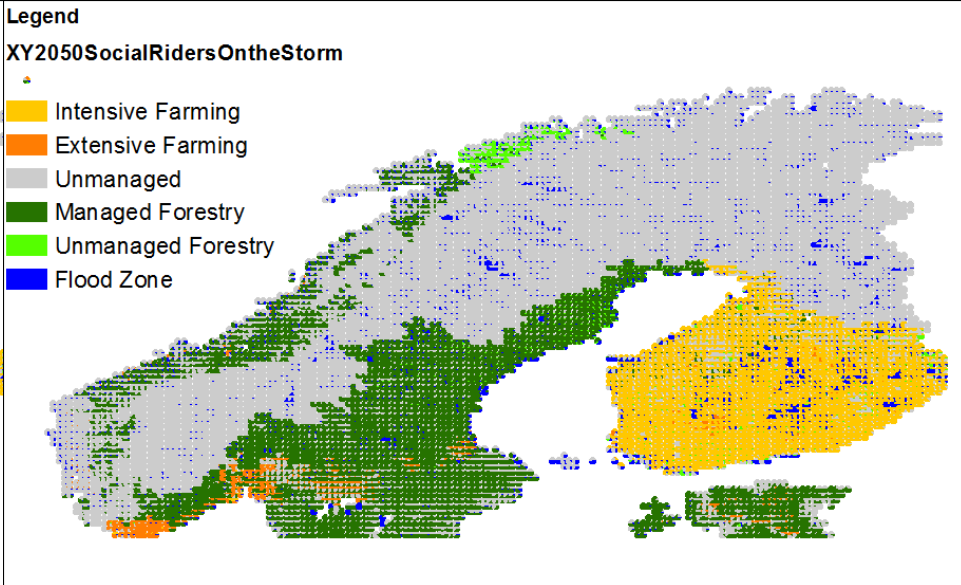 Legend
XY2050SocialRidersOntheStorm
Intensive Farming
Extensive Farming
Unmanaged
Managed Forestry
Unmanaged Forestry
Flood Zone